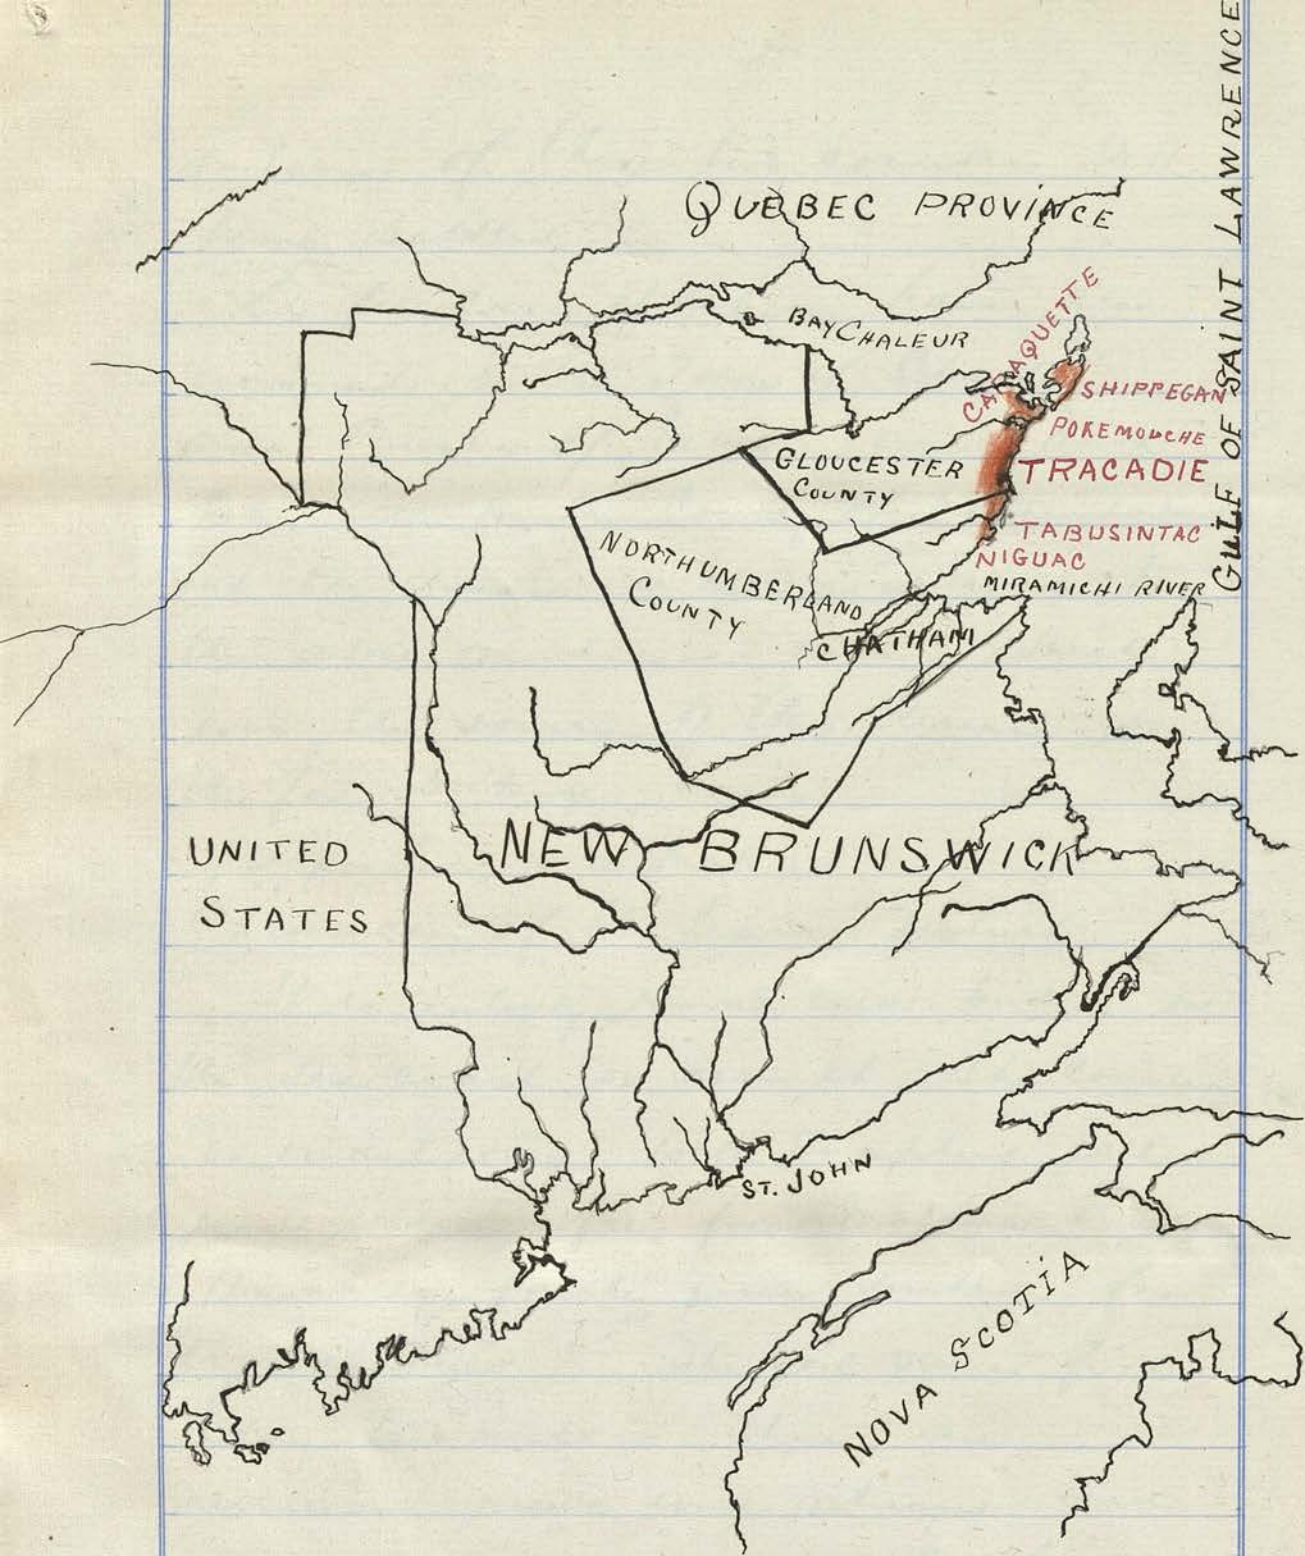 QUEBEC PROVINCE
GULF OF SAINT LAWRENCE
BAY CHALEUR
CARAQUETTE
SHIPPEGAN
POKEMOUCHE
GLOUCESTER
COUNTY
TRACADIE
TABUSINTAC
NIGUAC
NORTHUMBERLAND
COUNTY
MIRAMICHI RIVER
CHATHAM
NEW BRUNSWICK
UNITED
STATES
ST. JOHN
NOVA SCOTIA